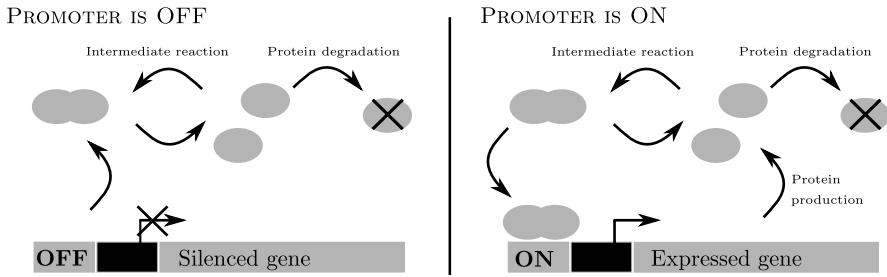 PROMOTER IS OFF
Intermediate reaction
Protein degradation
OFF
Silenced gene
PROMOTER IS ON
Intermediate reaction
Protein degradation
Protein
production
ON
Expressed gene